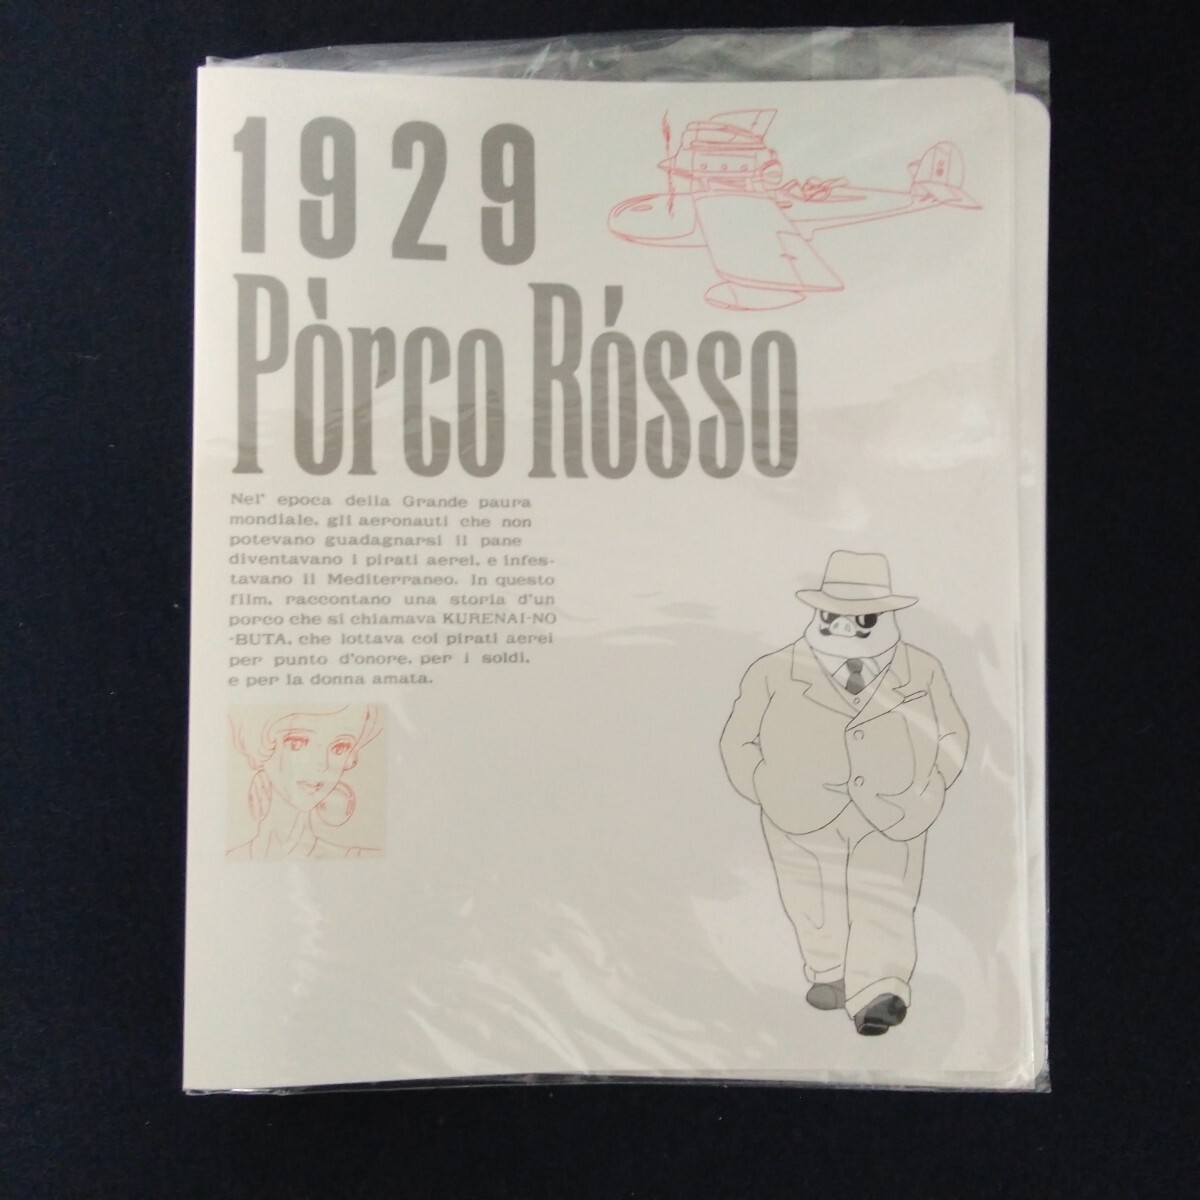 1929
Pòrco Rósso
Nel' epoca della Grande paura
mondiale, gli aeronauti che non
potevano guadagnarsi il pane
diventavano i pirati aerei, e infes-
tavano il Mediterraneo. In questo
film, raccontano una storia d'un
porco che si chiamava KURENAI-NO
-BUTA, che lottava coi pirati aerei
per punto d'onore, per i soldi,
e per la donna amata.